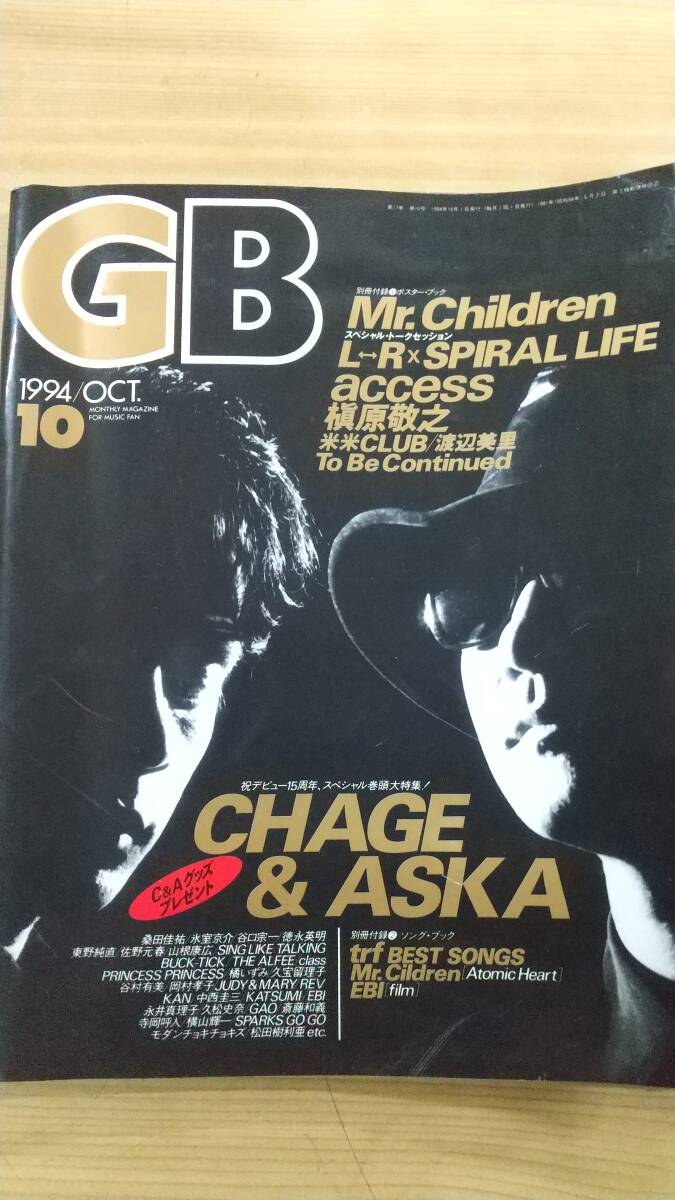 GB
1994/OCT.
10
MONTHLY MAGAZINE
FOR MUSIC FAN
別冊付録❶ポスター・ブック
Mr.Children
スペシャル・トークセッション
L↔R×SPIRAL LIFE
access
槇原敬之
米米CLUB/渡辺美里
To Be Continued
祝デビュー15周年、スペシャル巻頭大特集!
CHAGE
& ASKA
C&Aグッズ
プレゼント
桑田佳祐/氷室京介/谷口宗一/徳永英明
東野純直/佐野元春/山根康広/SING LIKE TALKING
BUCK-TICK/THE ALFEE/class
PRINCESS PRINCESS/橘いずみ/久宝留理子
谷村有美/岡村孝子/JUDY&MARY/REV
KAN/中西圭三/KATSUMI/EBI
永井真理子/久松史奈/GAO/斎藤和義
寺岡呼人/横山輝一/SPARKS GO GO
モダンチョキチョキズ/松田樹利亜 etc.
別冊付録❷ソング・ブック
trf BEST SONGS
Mr.Cildren[Atomic Heart]
EBI[film]